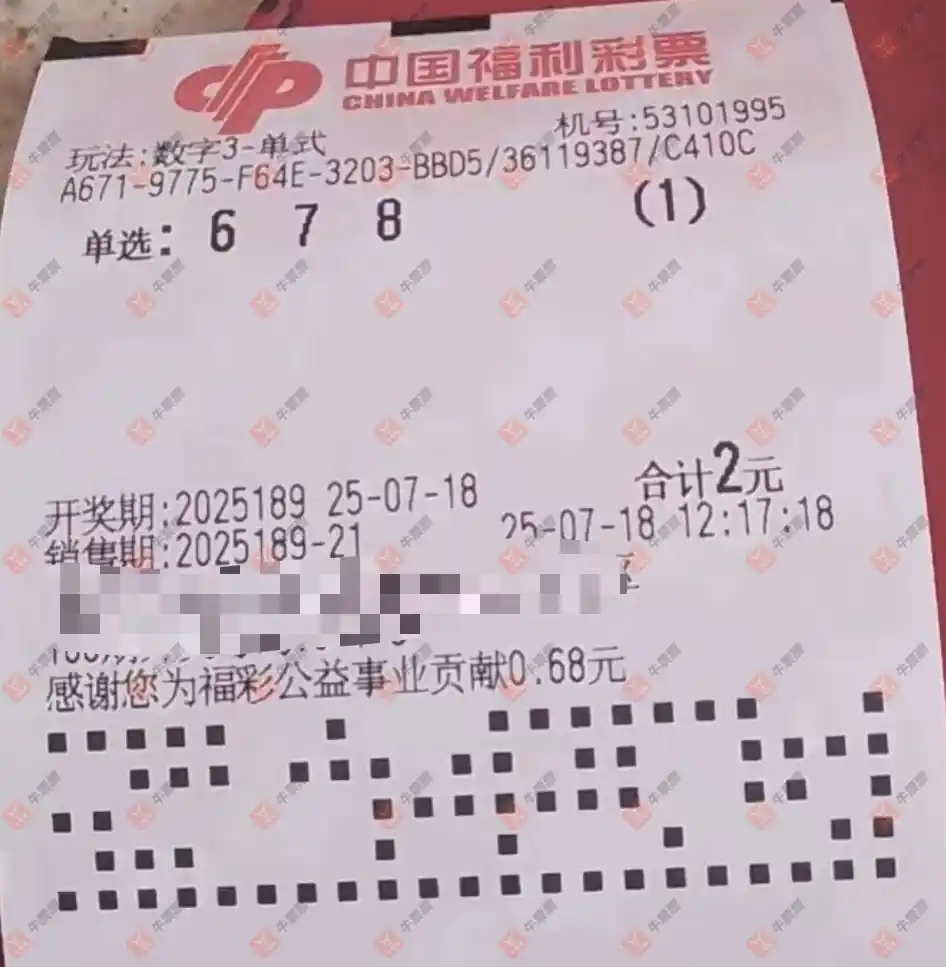 中国福利彩票
CHINA WELFARE LOTTERY
机号:53101995
玩法:数字3-单式
A671-9775-F64E-3203-BBD5/36119387/C410C
单选: 6 7 8 (1)
合计2元
开奖期:2025189 25-07-18
销售期:2025189-21 25-07-18 12:17:18
感谢您为福彩公益事业贡献0.68元
牛票票